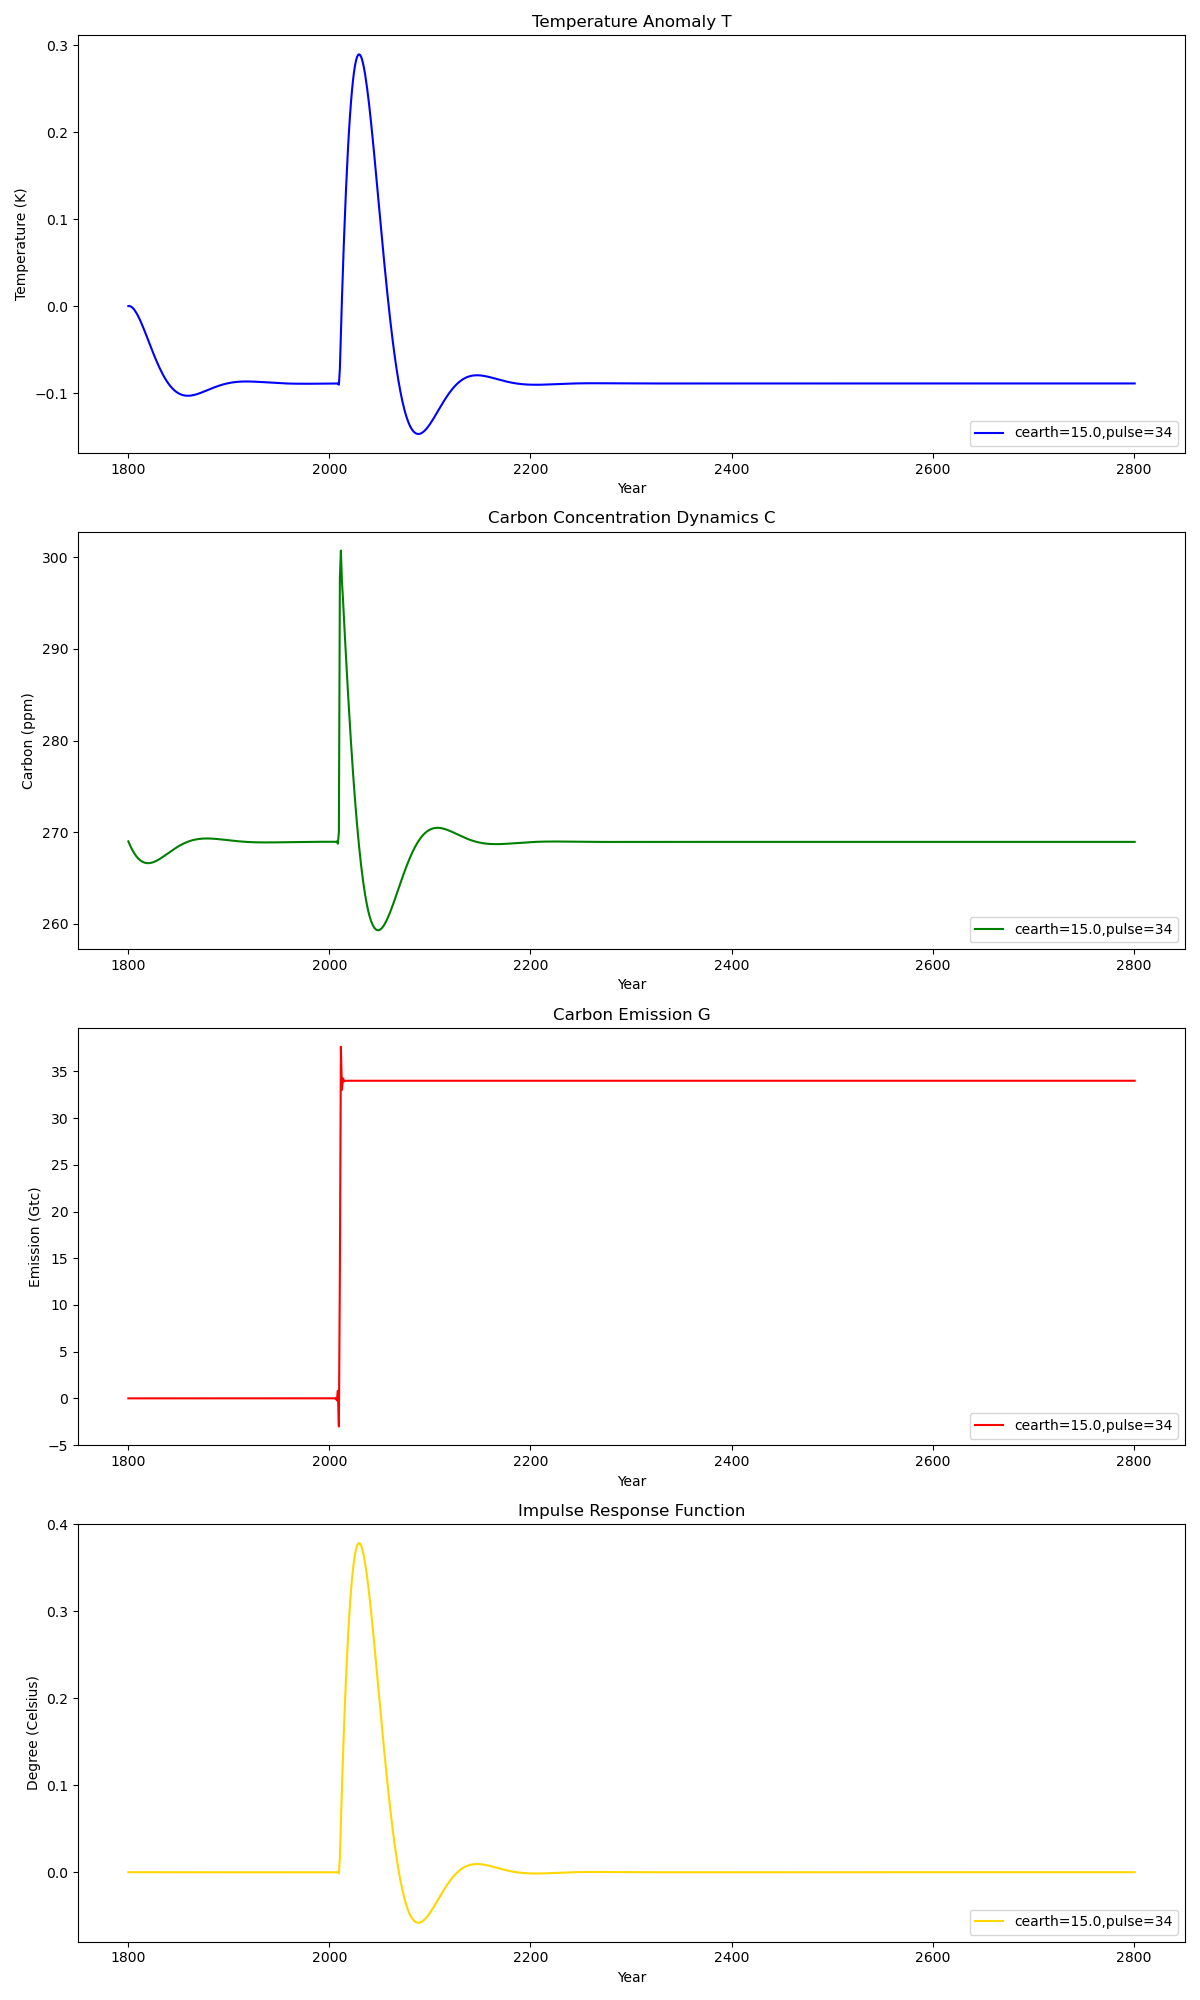 Temperature Anomaly T
0.3
0.2
0.1
0.0
−0.1
Temperature (K)
cearth=15.0,pulse=34
1800 2000 2200 2400 2600 2800
Year
Carbon Concentration Dynamics C
300
290
280
270
260
Carbon (ppm)
cearth=15.0,pulse=34
1800 2000 2200 2400 2600 2800
Year
Carbon Emission G
35
30
25
20
15
10
5
0
−5
Emission (Gtc)
cearth=15.0,pulse=34
1800 2000 2200 2400 2600 2800
Year
Impulse Response Function
0.4
0.3
0.2
0.1
0.0
Degree (Celsius)
cearth=15.0,pulse=34
1800 2000 2200 2400 2600 2800
Year